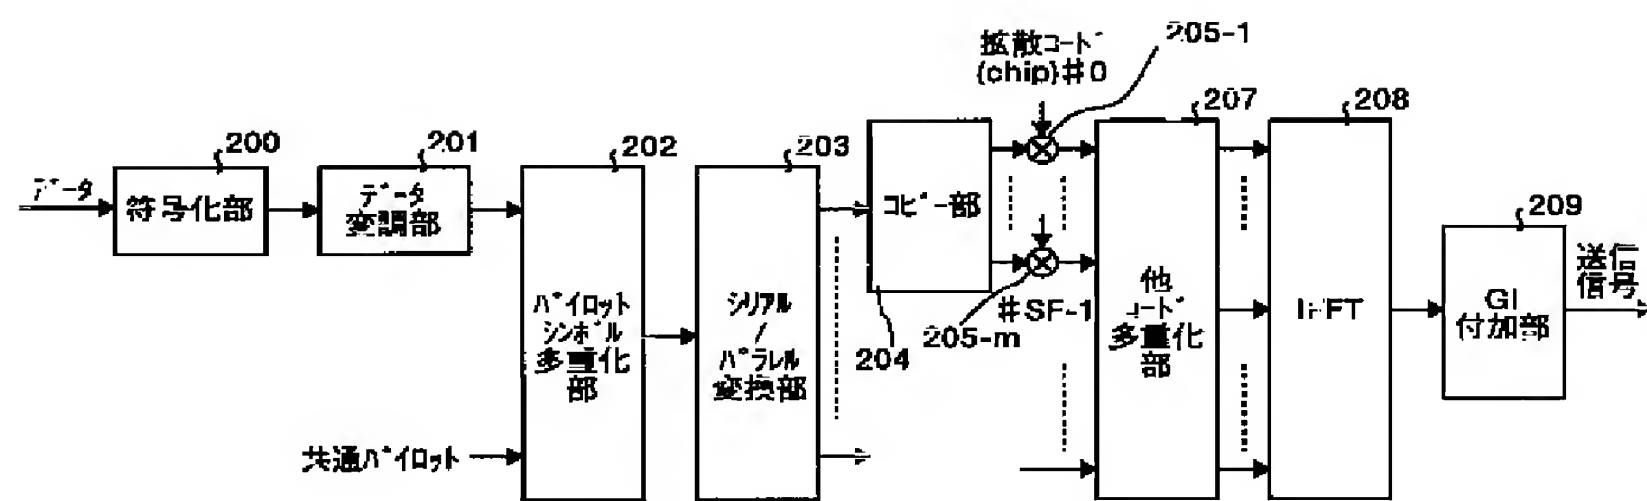 データ
200
符号化部
201
データ
変調部
202
パイロット
シンボル
多重化
部
共通パイロット
203
シリアル
/
パラレル
変換部
コピー部
204
拡散コード
(chip)#0
205-1
#SF-1
205-m
207
他
コード
多重化
部
208
IFFT
209
GI
付加部
送信
信号